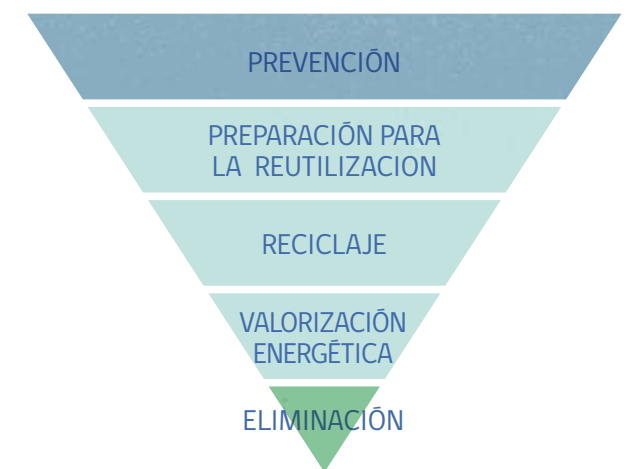 PREVENCIÓN
PREPARACIÓN PARA
LA REUTILIZACION
RECICLAJE
VALORIZACIÓN
ENERGÉTICA
ELIMINACIÓN